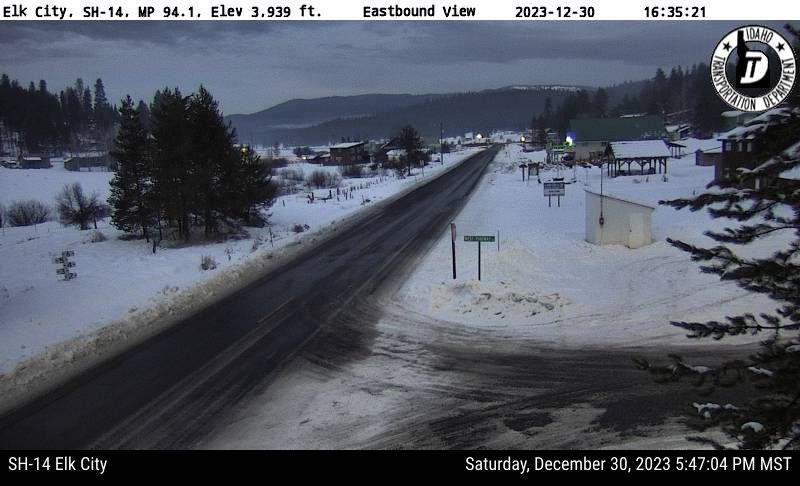 Elk City, SH-14, MP 94.1, Elev 3,939 ft. Eastbound View 2023-12-30 16:35:21
IDAHO
TRANSPORTATION DEPARTMENT
SH-14 Elk City Saturday, December 30, 2023 5:47:04 PM MST